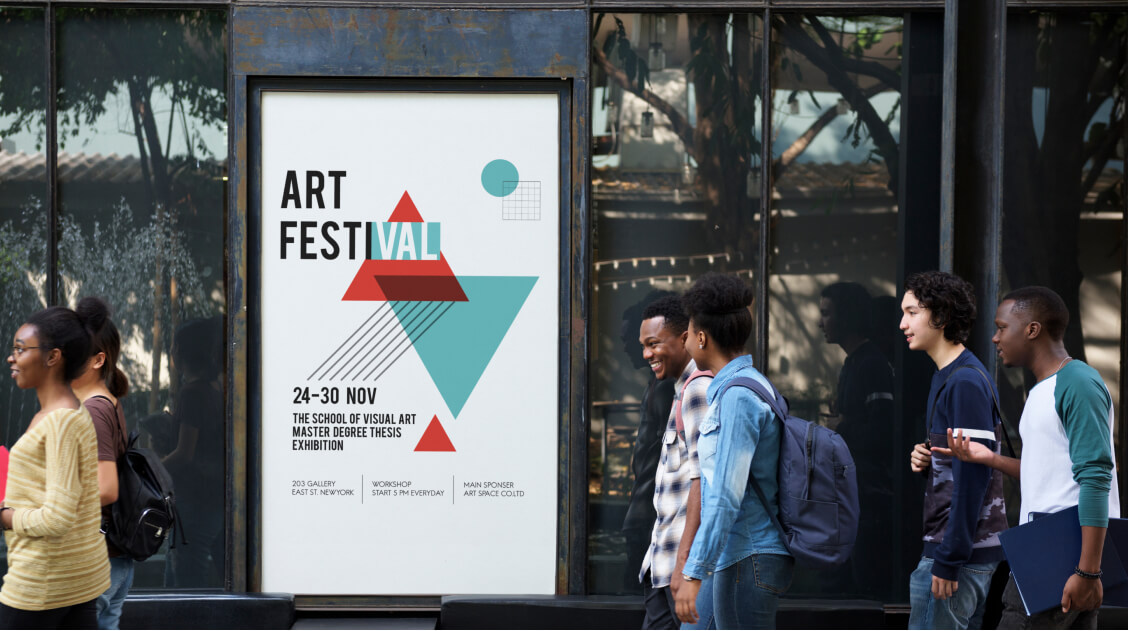 ART
FESTIVAL
24-30 NOV
THE SCHOOL OF VISUAL ART
MASTER DEGREE THESIS
EXHIBITION
203 GALLERY
EAST ST. NEWYORK
WORKSHOP
START 5 PM EVERYDAY
MAIN SPONSER
ART SPACE CO.LTD